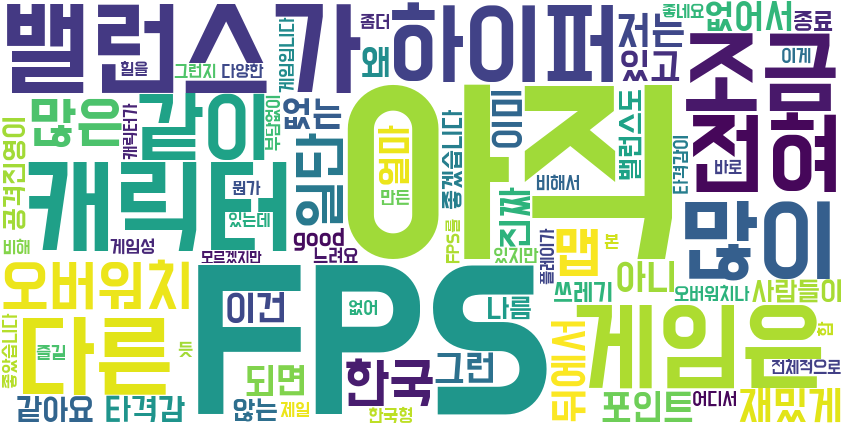 밸런스가
하이퍼
좀더
왜
저는
있고
좋네요
없어서
종료
이게
조금
전혀
바로
힘을
그런지
다양한
게임입니다
많은
같이
없는
부담없이
캐릭터가
공격진영이
캐릭터
뭔가
있는데
일단
얼마
만든
아직
이미
좋겠습니다
진짜
비해서
밸런스도
타격감이
많이
비해
게임성
모르겠지만
good
느려요
FPS를
있지만
플레이가
본
맵
아니
쓰레기
오버워치나
사람들이
오버워치
이건
없어
나름
FPS
다른
좋았습니다
즐길
듯
되면
한국
그런
뒤에서
게임은
힘
전체적으로
같아요
타격감
않는
제일
한국형
포인트
어디서
재밌게